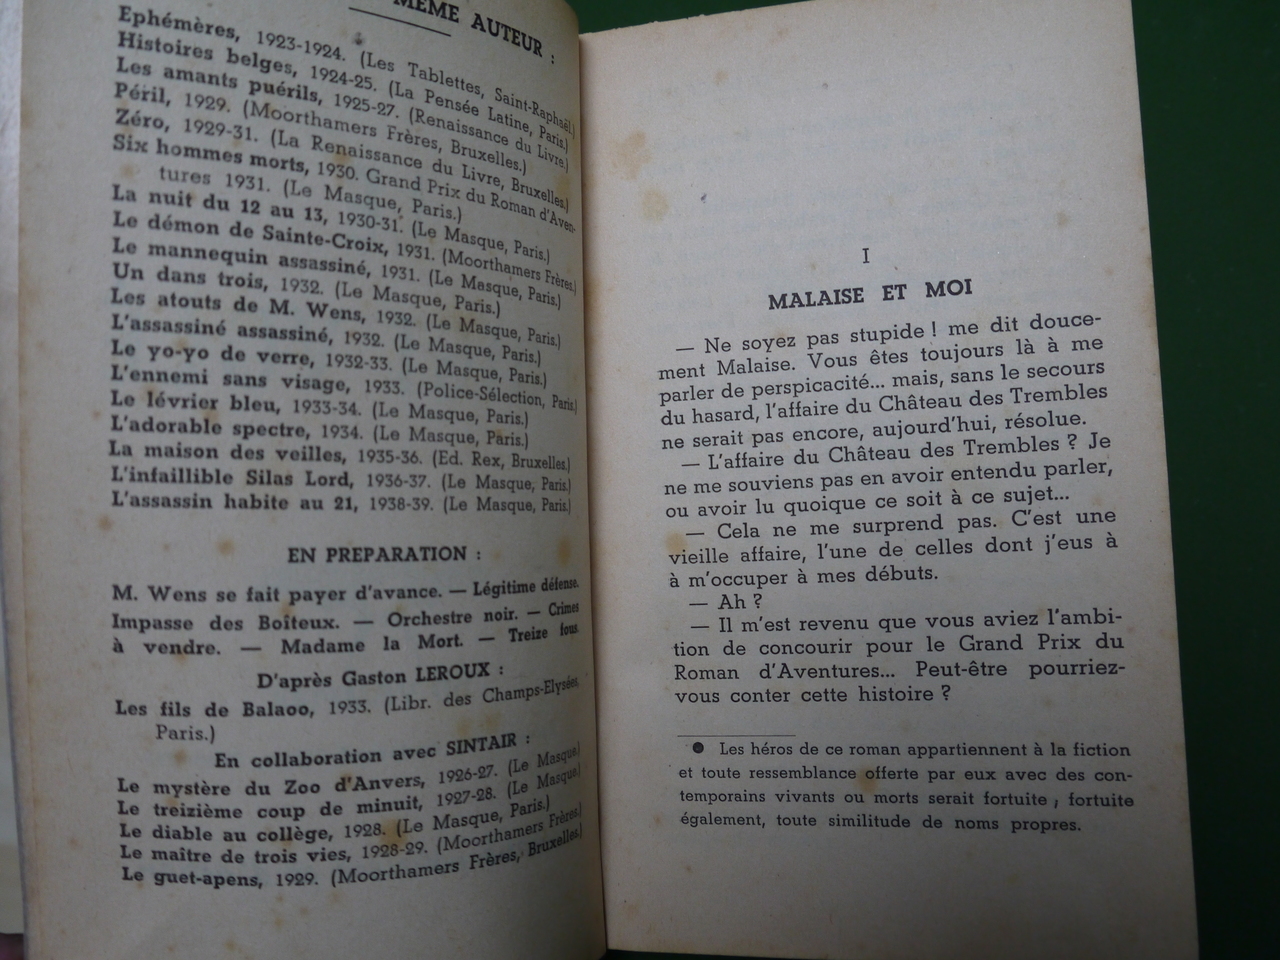 MÊME AUTEUR :
Ephémères, 1923-1924. (Les Tablettes, Saint-Raphaël.)
Histoires belges, 1924-25. (La Pensée Latine, Paris.)
Les amants puérils, 1925-27. (Renaissance du Livre.)
Péril, 1929. (Moorthamers Frères, Bruxelles.)
Zéro, 1929-31. (La Renaissance du Livre, Bruxelles.)
Six hommes morts, 1930. Grand Prix du Roman d'Aven-
tures 1931. (Le Masque, Paris.)
La nuit du 12 au 13, 1930-31. (Le Masque, Paris.)
Le démon de Sainte-Croix, 1931. (Moorthamers Frères.)
Le mannequin assassiné, 1931. (Le Masque, Paris.)
Un dans trois, 1932. (Le Masque, Paris.)
Les atouts de M. Wens, 1932. (Le Masque, Paris.)
L'assassiné assassiné, 1932. (Le Masque, Paris.)
Le yo-yo de verre, 1932-33. (Le Masque, Paris.)
L'ennemi sans visage, 1933. (Police-Sélection, Paris.)
Le lévrier bleu, 1933-34. (Le Masque, Paris.)
L'adorable spectre, 1934. (Le Masque, Paris.)
La maison des veilles, 1935-36. (Ed. Rex, Bruxelles.)
L'infaillible Silas Lord, 1936-37. (Le Masque, Paris.)
L'assassin habite au 21, 1938-39. (Le Masque, Paris.)
EN PREPARATION :
M. Wens se fait payer d'avance. — Légitime défense.
Impasse des Boîteux. — Orchestre noir. — Crimes
à vendre. — Madame la Mort. — Treize fous.
D'après Gaston LEROUX :
Les fils de Balaoo, 1933. (Libr. des Champs-Elysées,
Paris.)
En collaboration avec SINTAIR :
Le mystère du Zoo d'Anvers, 1926-27. (Le Masque.)
Le treizième coup de minuit, 1927-28. (Le Masque.)
Le diable au collège, 1928. (Le Masque, Paris.)
Le maître de trois vies, 1928-29. (Moorthamers Frères.)
Le guet-apens, 1929. (Moorthamers Frères, Bruxelles.)
I
MALAISE ET MOI
— Ne soyez pas stupide ! me dit douce-
ment Malaise. Vous êtes toujours là à me
parler de perspicacité... mais, sans le secours
du hasard, l'affaire du Château des Trembles
ne serait pas encore, aujourd'hui, résolue.
— L'affaire du Château des Trembles ? Je
ne me souviens pas en avoir entendu parler,
ou avoir lu quoique ce soit à ce sujet...
— Cela ne me surprend pas. C'est une
vieille affaire, l'une de celles dont j'eus à
à m'occuper à mes débuts.
— Ah ?
— Il m'est revenu que vous aviez l'ambi-
tion de concourir pour le Grand Prix du
Roman d'Aventures... Peut-être pourriez-
vous conter cette histoire ?
● Les héros de ce roman appartiennent à la fiction
et toute ressemblance offerte par eux avec des con-
temporains vivants ou morts serait fortuite ; fortuite
également, toute similitude de noms propres.